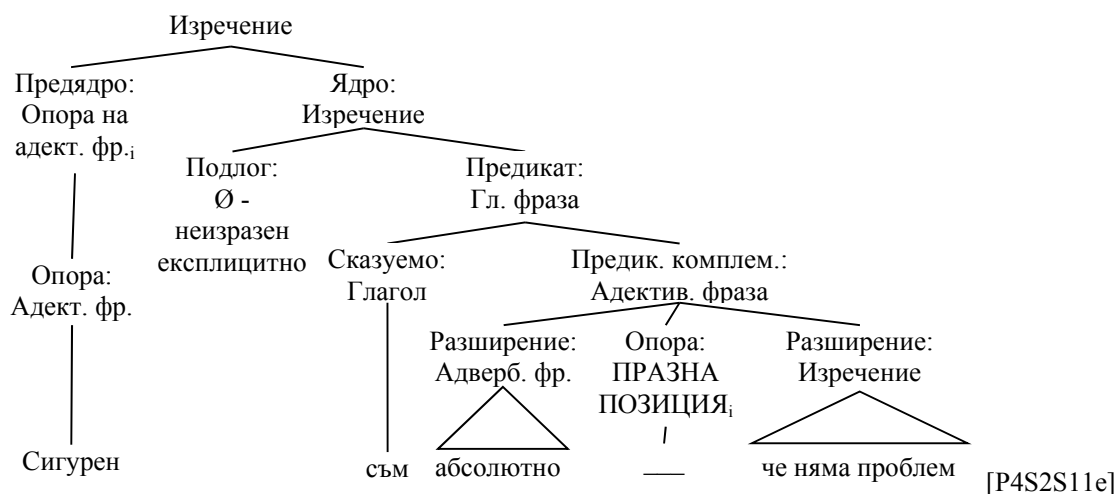 Изречение
Предядро: Ядро:
Опора на Изречение
адект. фр.i
Подлог: Предикат:
Ø - Гл. фраза
неизразен
експлицитно Сказуемо: Предик. комплем.:
Опора: Глагол Адектив. фраза
Адект. фр.
Разширение: Опора: Разширение:
Адверб. фр. ПРАЗНА Изречение
ПОЗИЦИЯi
Сигурен съм абсолютно ___ че няма проблем [P4S2S11e]